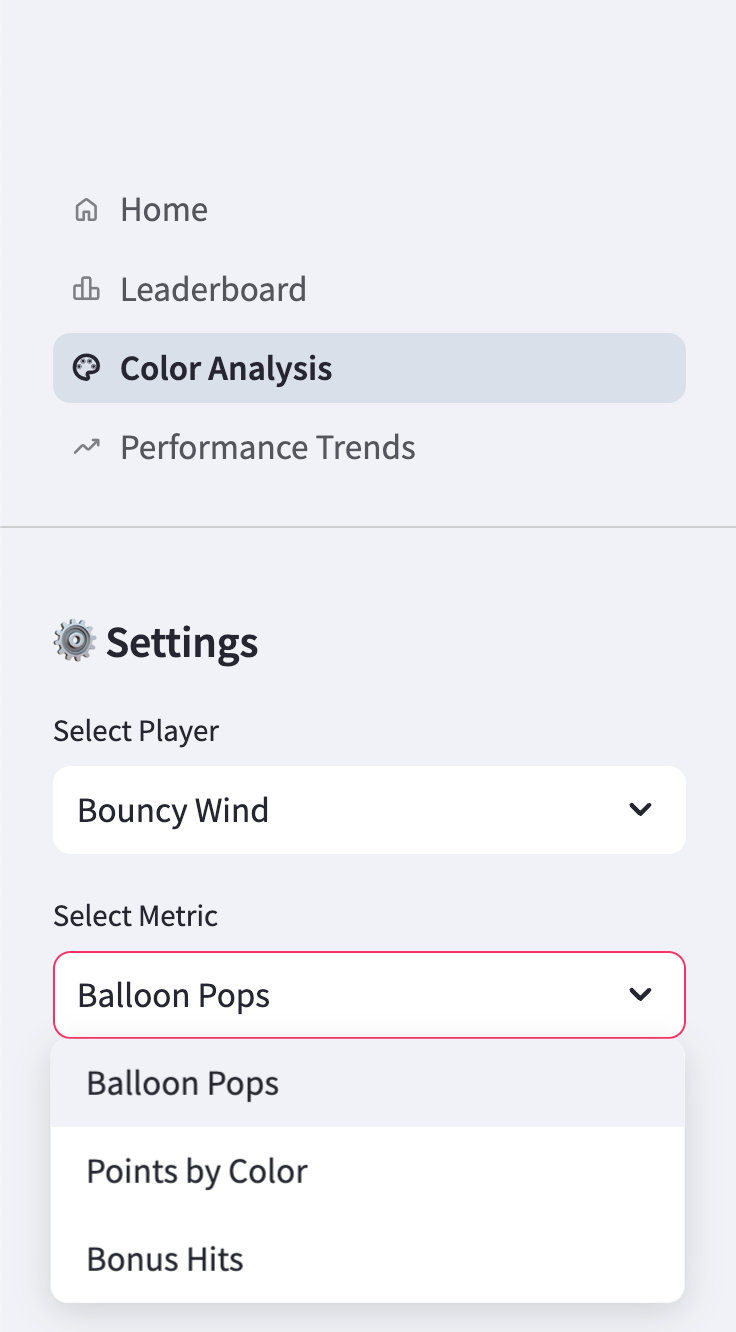 Home
Leaderboard
Color Analysis
Performance Trends
Settings
Select Player
Bouncy Wind
Select Metric
Balloon Pops
Balloon Pops
Points by Color
Bonus Hits